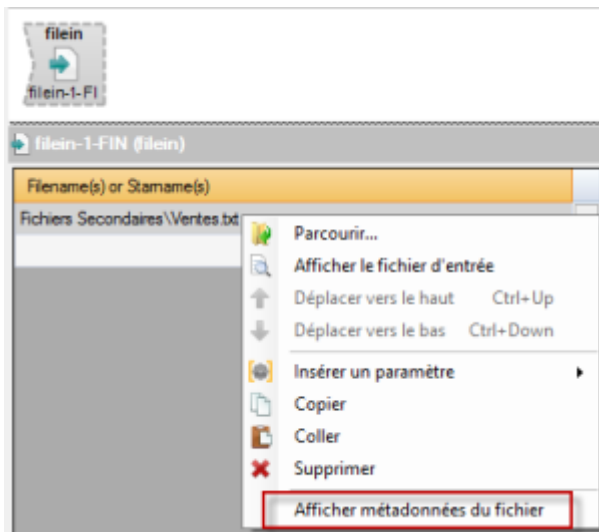 filein
filein-1-FI
filein-1-FIN (filein)
Filename(s) or Starname(s)
Fichiers Secondaires\Ventes.txt
Parcourir...
Afficher le fichier d'entrée
Déplacer vers le haut Ctrl+Up
Déplacer vers le bas Ctrl+Down
Insérer un paramètre
Copier
Coller
Supprimer
Afficher métadonnées du fichier